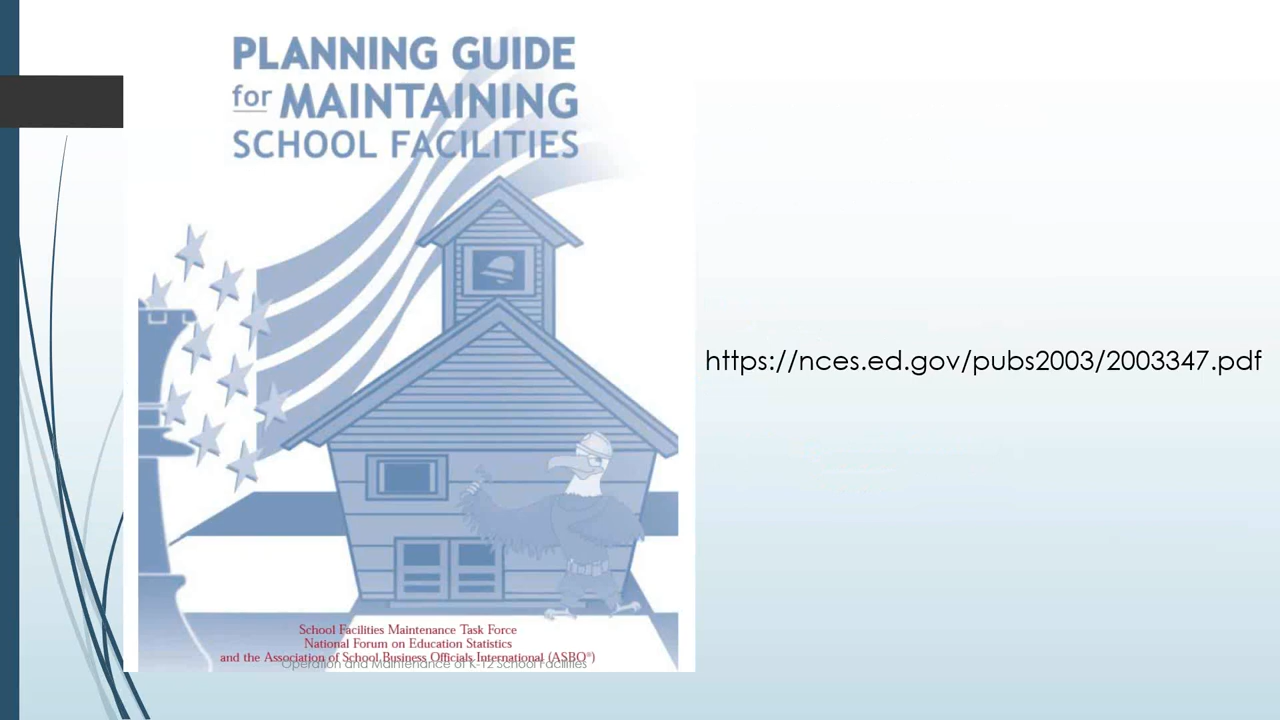 PLANNING GUIDE
for MAINTAINING
SCHOOL FACILITIES
https://nces.ed.gov/pubs2003/2003347.pdf
School Facilities Maintenance Task Force
National Forum on Education Statistics
and the Association of School Business Officials International (ASBO®)
Operation and Maintenance of K-12 School Facilities